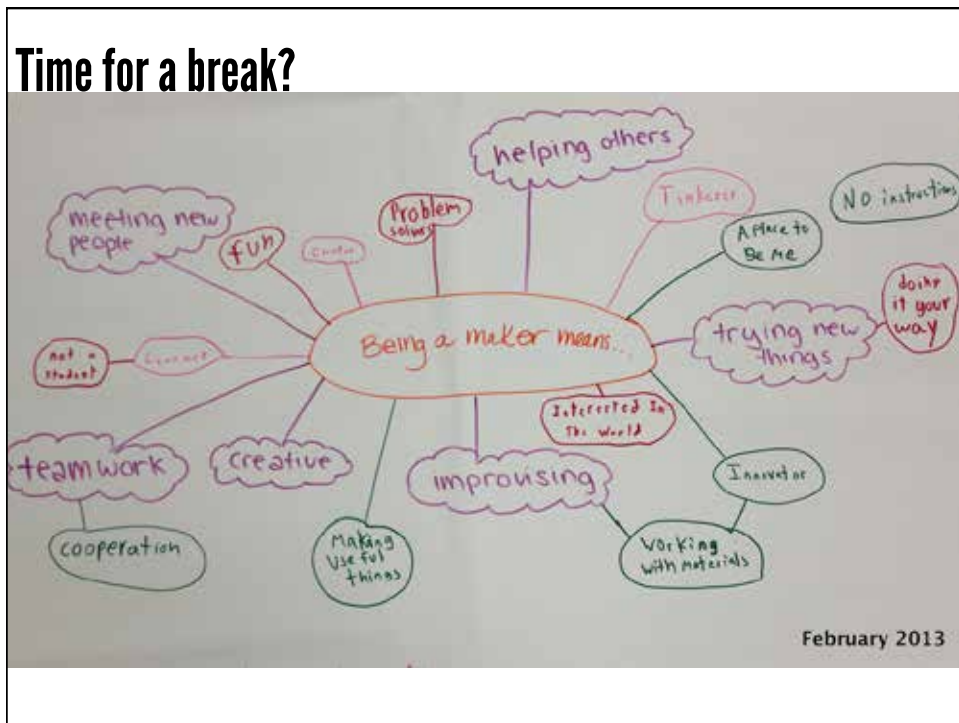 Time for a break?
helping others
meeting new
people
fun
Problem
solving
Tinkerer
A Place to
Be Me
No instructions
doing
it your
way
Being a maker means...
trying new
things
not a
student
Interested In
The World
teamwork
creative
improvising
Innovator
cooperation
Making
Useful
things
Working
with materials
February 2013